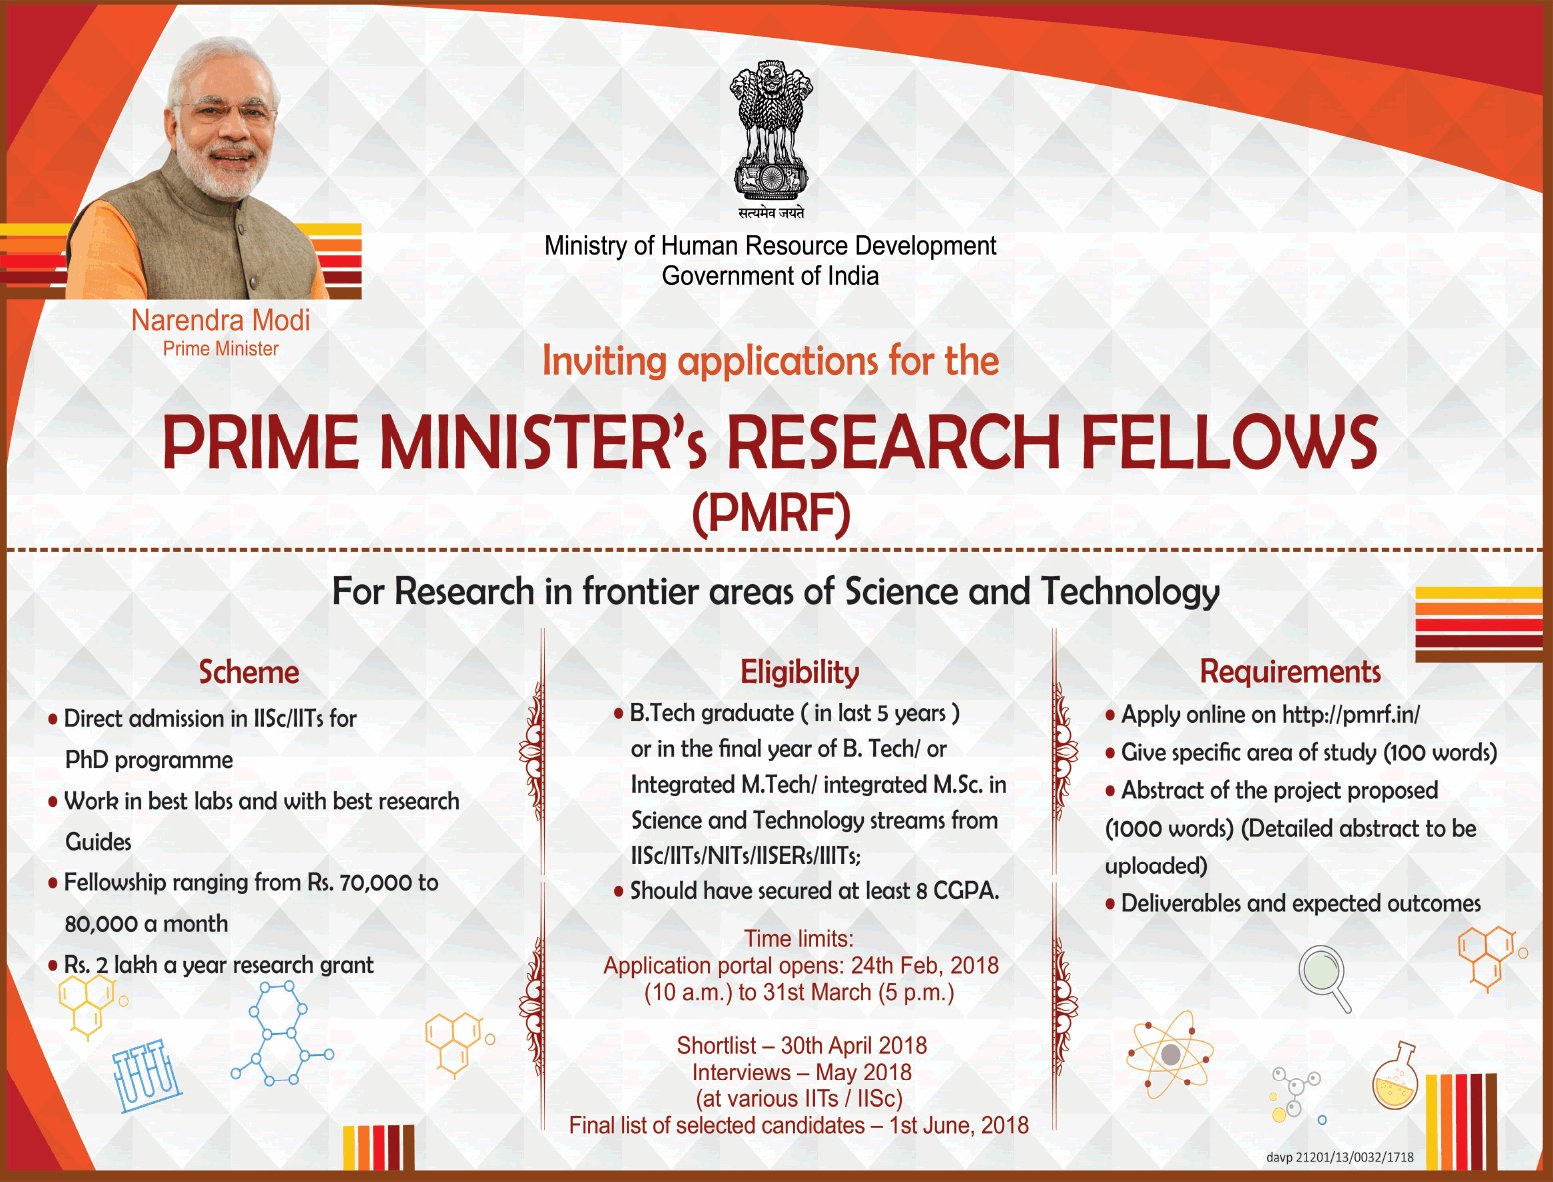 सत्यमेव जयते
Ministry of Human Resource Development
Government of India
Narendra Modi
Prime Minister
Inviting applications for the
PRIME MINISTER's RESEARCH FELLOWS
(PMRF)
For Research in frontier areas of Science and Technology
Scheme
• Direct admission in IISc/IITs for
PhD programme
• Work in best labs and with best research
Guides
• Fellowship ranging from Rs. 70,000 to
80,000 a month
• Rs. 2 lakh a year research grant
Eligibility
• B.Tech graduate ( in last 5 years )
or in the final year of B. Tech/ or
Integrated M.Tech/ integrated M.Sc. in
Science and Technology streams from
IISc/IITs/NITs/IISERs/IIITs;
• Should have secured at least 8 CGPA.
Time limits:
Application portal opens: 24th Feb, 2018
(10 a.m.) to 31st March (5 p.m.)
Shortlist – 30th April 2018
Interviews – May 2018
(at various IITs / IISc)
Final list of selected candidates – 1st June, 2018
Requirements
• Apply online on http://pmrf.in/
• Give specific area of study (100 words)
• Abstract of the project proposed
(1000 words) (Detailed abstract to be
uploaded)
• Deliverables and expected outcomes
davp 21201/13/0032/1718